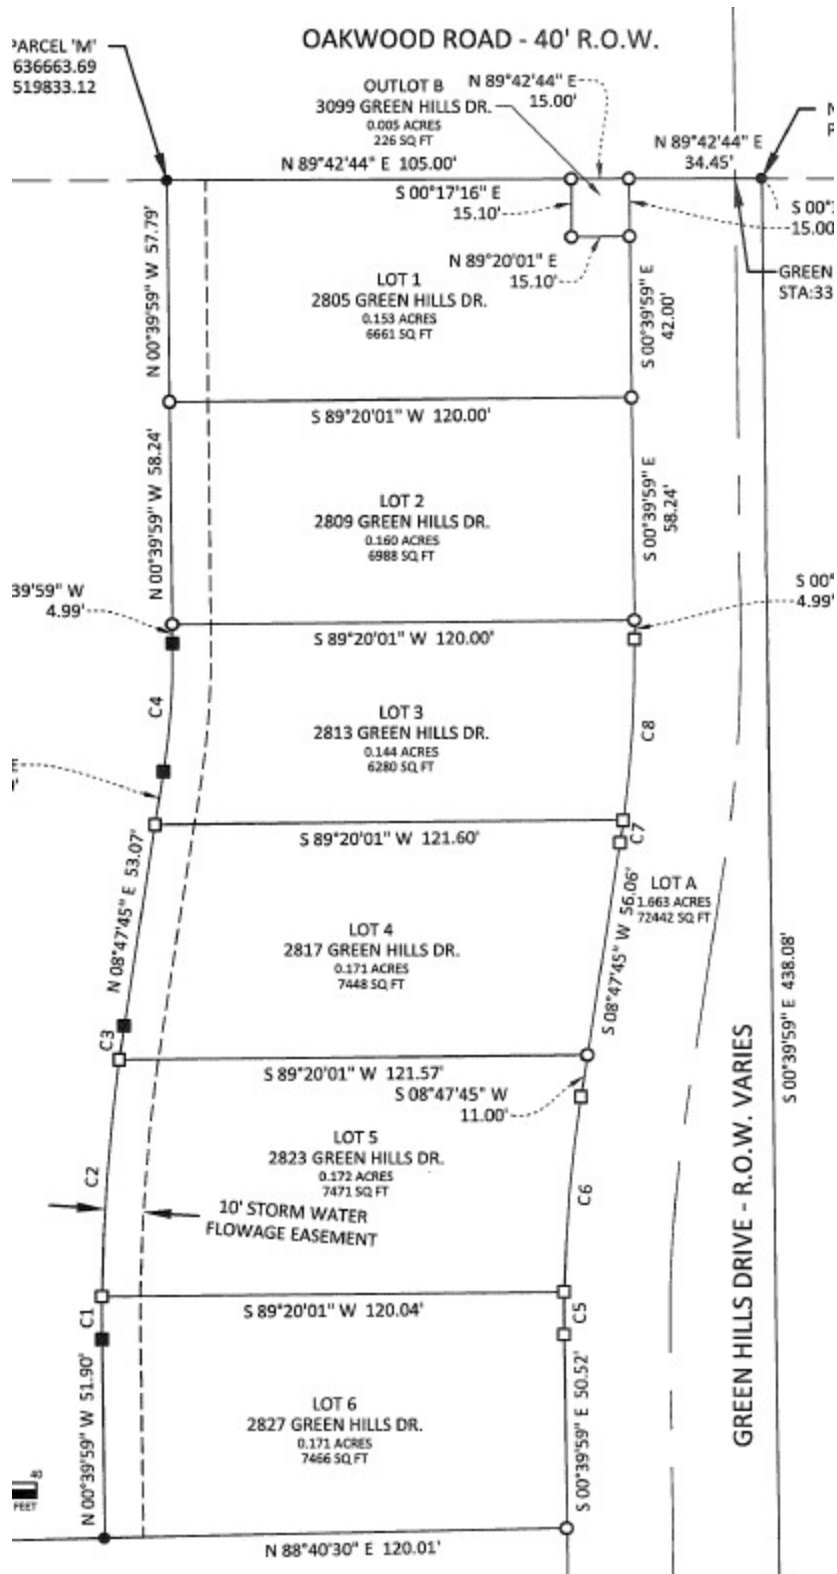 OAKWOOD ROAD - 40' R.O.W.
PARCEL 'M'
636663.69
519833.12
OUTLOT B
3099 GREEN HILLS DR.
0.005 ACRES
226 SQ FT
N 89°42'44" E
15.00'
N 89°42'44" E
34.45'
N 89°42'44" E 105.00'
S 00°17'16" E
15.10'
15.00
N 89°20'01" E
15.10'
GREEN
STA:33
N 00°39'59" W 57.79'
LOT 1
2805 GREEN HILLS DR.
0.153 ACRES
6661 SQ FT
S 00°39'59" E
42.00'
S 89°20'01" W 120.00'
N 00°39'59" W 58.24'
LOT 2
2809 GREEN HILLS DR.
0.160 ACRES
6988 SQ FT
S 00°39'59" E
58.24'
39'59" W
4.99'
S 00°
4.99'
S 89°20'01" W 120.00'
C4
LOT 3
2813 GREEN HILLS DR.
0.144 ACRES
6280 SQ FT
C8
S 89°20'01" W 121.60'
C7
N 08°47'45" E 53.07'
LOT 4
2817 GREEN HILLS DR.
0.171 ACRES
7448 SQ FT
S 08°47'45" W 56.06'
LOT A
1.663 ACRES
72442 SQ FT
S 00°39'59" E 438.08'
C3
S 89°20'01" W 121.57'
S 08°47'45" W
11.00'
LOT 5
2823 GREEN HILLS DR.
0.172 ACRES
7471 SQ FT
C2
C6
10' STORM WATER
FLOWAGE EASEMENT
GREEN HILLS DRIVE - R.O.W. VARIES
S 89°20'01" W 120.04'
C1
C5
N 00°39'59" W 51.90'
LOT 6
2827 GREEN HILLS DR.
0.171 ACRES
7466 SQ FT
S 00°39'59" E 50.52'
40
FEET
N 88°40'30" E 120.01'